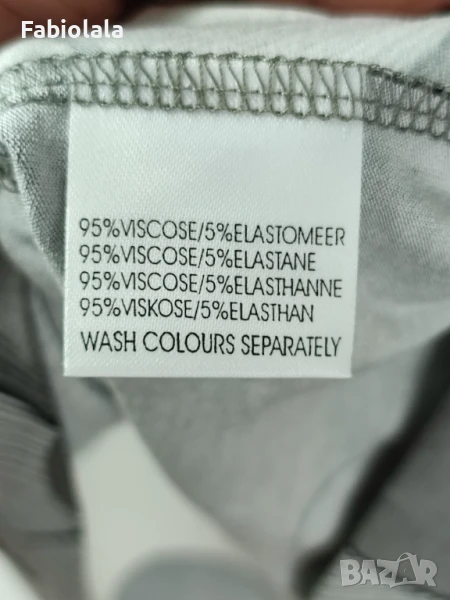 Fabiolala
95%VISCOSE/5%ELASTOMEER
95%VISCOSE/5%ELASTANE
95%VISCOSE/5%ELASTHANNE
95%VISKOSE/5%ELASTHAN
WASH COLOURS SEPARATELY
BAZAR